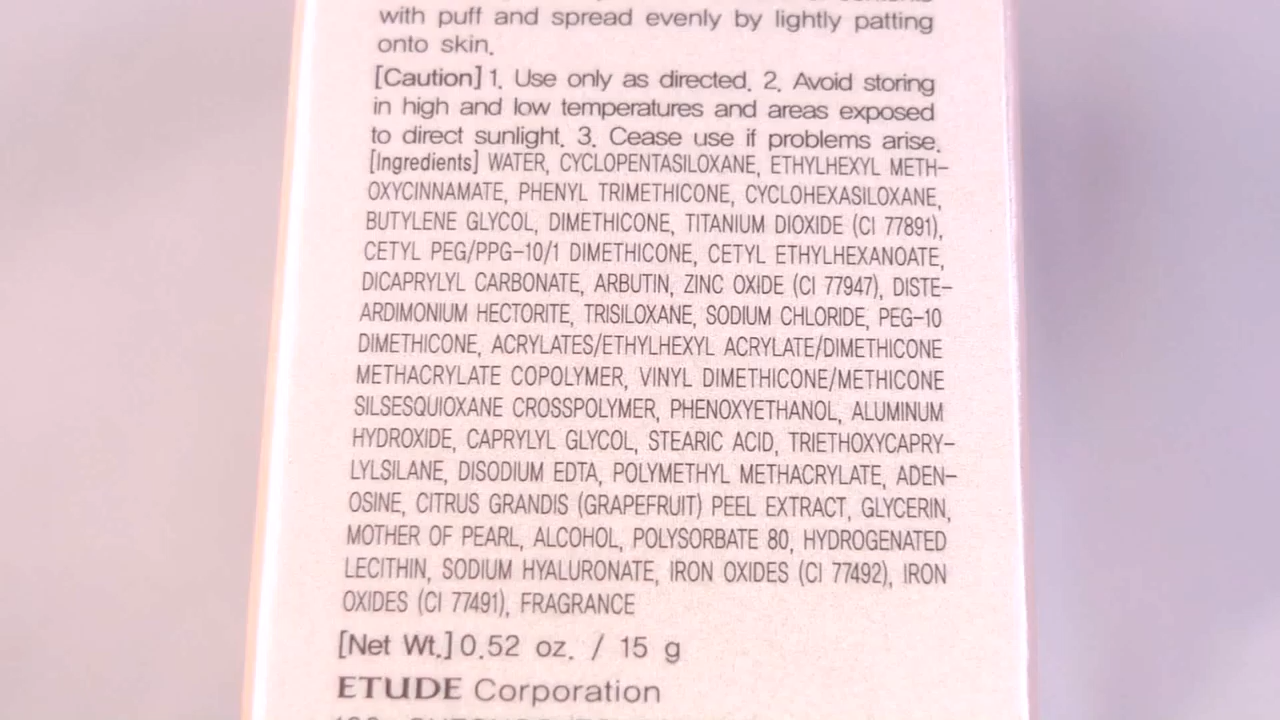 with puff and spread evenly by lightly patting
onto skin.
[Caution] 1. Use only as directed. 2. Avoid storing
in high and low temperatures and areas exposed
to direct sunlight. 3. Cease use if problems arise.
[Ingredients] WATER, CYCLOPENTASILOXANE, ETHYLHEXYL METH-
OXYCINNAMATE, PHENYL TRIMETHICONE, CYCLOHEXASILOXANE,
BUTYLENE GLYCOL, DIMETHICONE, TITANIUM DIOXIDE (CI 77891),
CETYL PEG/PPG-10/1 DIMETHICONE, CETYL ETHYLHEXANOATE,
DICAPRYLYL CARBONATE, ARBUTIN, ZINC OXIDE (CI 77947), DISTE-
ARDIMONIUM HECTORITE, TRISILOXANE, SODIUM CHLORIDE, PEG-10
DIMETHICONE, ACRYLATES/ETHYLHEXYL ACRYLATE/DIMETHICONE
METHACRYLATE COPOLYMER, VINYL DIMETHICONE/METHICONE
SILSESQUIOXANE CROSSPOLYMER, PHENOXYETHANOL, ALUMINUM
HYDROXIDE, CAPRYLYL GLYCOL, STEARIC ACID, TRIETHOXYCAPRY-
LYLSILANE, DISODIUM EDTA, POLYMETHYL METHACRYLATE, ADEN-
OSINE, CITRUS GRANDIS (GRAPEFRUIT) PEEL EXTRACT, GLYCERIN,
MOTHER OF PEARL, ALCOHOL, POLYSORBATE 80, HYDROGENATED
LECITHIN, SODIUM HYALURONATE, IRON OXIDES (CI 77492), IRON
OXIDES (CI 77491), FRAGRANCE
[Net Wt.] 0.52 oz. / 15 g
ETUDE Corporation